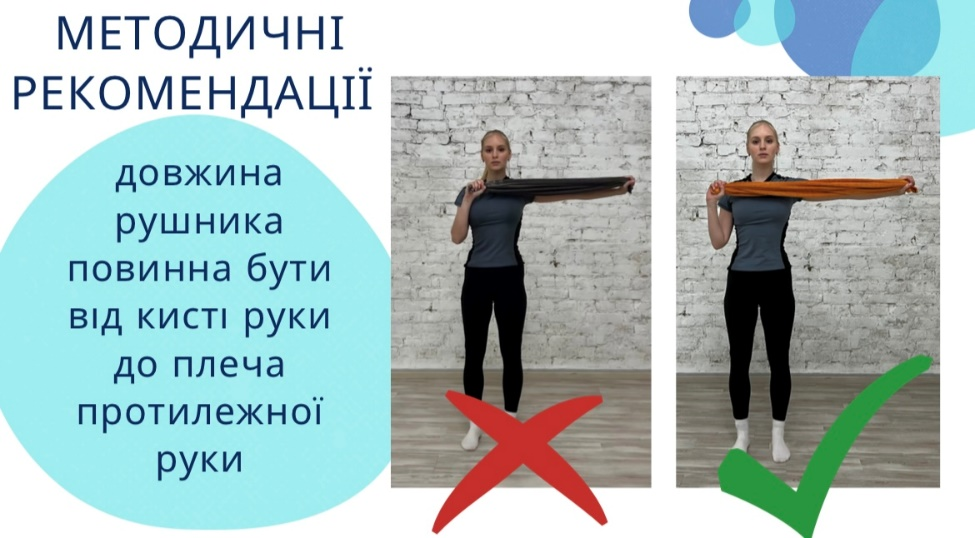 МЕТОДИЧНІ
РЕКОМЕНДАЦІЇ
довжина
рушника
повинна бути
від кисті руки
до плеча
протилежної
руки